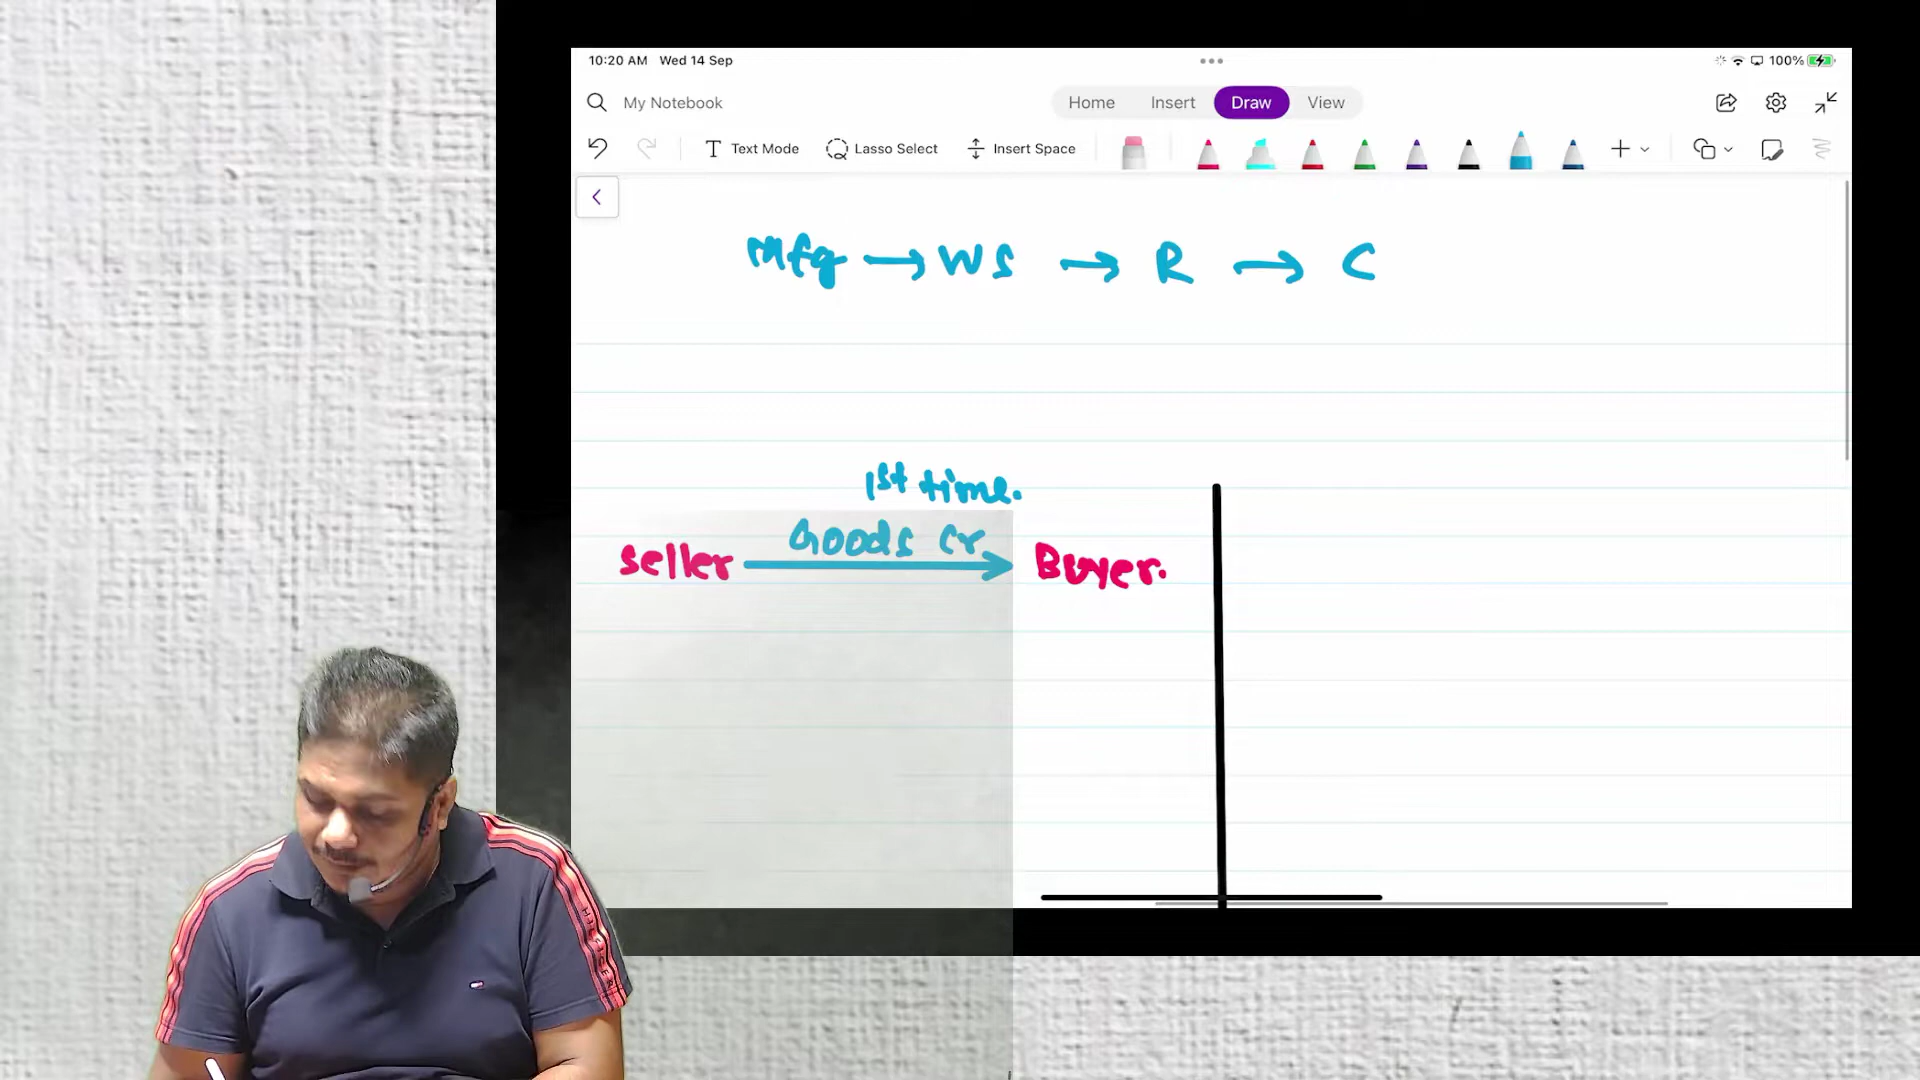 10:20 AM Wed 14 Sep
100%
My Notebook
Home Insert Draw View
Text Mode Lasso Select Insert Space
Mfg → WS → R → C
1st time.
Goods Cr
Seller → Buyer.